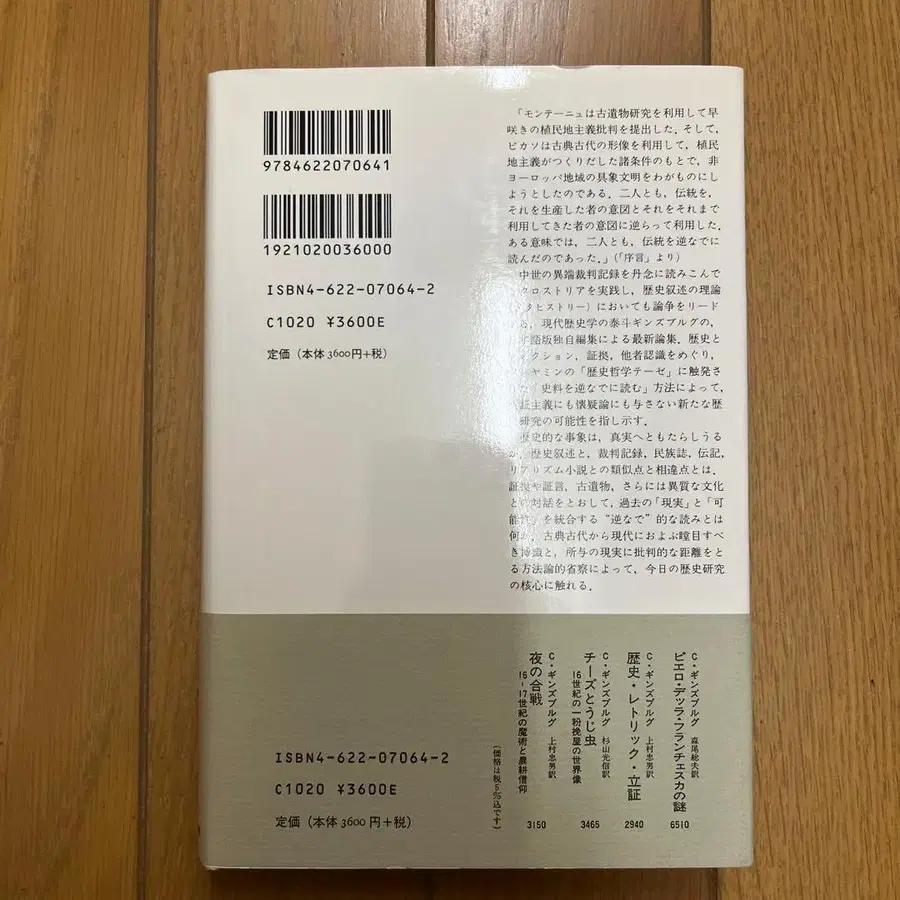 9784622070641
1921020036000
ISBN4-622-07064-2
C1020 ¥3600E
定価（本体3600円+税）
「モンテーニュは古遺物研究を利用して早
咲きの植民地主義批判を提出した．そして，
ピカソは古典古代の形像を利用して，植民
地主義がつくりだした諸条件のもとで，非
ヨーロッパ地域の具象文明をわがものにし
ようとしたのである．二人とも，伝統を，
それを生産した者の意図とそれをそれまで
利用してきた者の意図に逆らって利用した．
ある意味では，二人とも，伝統を逆なでに
読んだのであった．」(「序言」より)
中世の異端裁判記録を丹念に読みこんで
クロストリアを実践し，歴史叙述の理論
ヒストリー）においても論争をリード
，現代歴史学の泰斗ギンズブルグの，
語版独自編集による最新論集．歴史と
クション，証拠，他者認識をめぐり，
ヤミンの「歴史哲学テーゼ」に触発さ
「史料を逆なでに読む」方法によって，
証主義にも懐疑論にも与さない新たな歴
研究の可能性を指し示す．
歴史的な事象は，真実へともたらしうる
か．歴史叙述と，裁判記録，民族誌，伝記，
リアリズム小説との類似点と相違点とは．
証拠や証言，古遺物，さらには異質な文化
との対話をとおして，過去の「現実」と「可
能性」を統合する“逆なで”的な読みとは
何か．古典古代から現代におよぶ瞠目すべ
き博識と，所与の現実に批判的な距離をと
る方法論的省察によって，今日の歴史研究
の核心に触れる．
C・ギンズブルグ 森尾総夫訳
ピエロ・デッラ・フランチェスカの謎
6510
C・ギンズブルグ 上村忠男訳
歴史・レトリック・立証
2940
C・ギンズブルグ 杉山光信訳
チーズとうじ虫
16世紀の一粉挽屋の世界像
3465
C・ギンズブルグ 上村忠男訳
夜の合戦
16-17世紀の魔術と農耕信仰
3150
（価格は税5%込です）
ISBN4-622-07064-2
C1020 ¥3600E
定価（本体3600円+税）